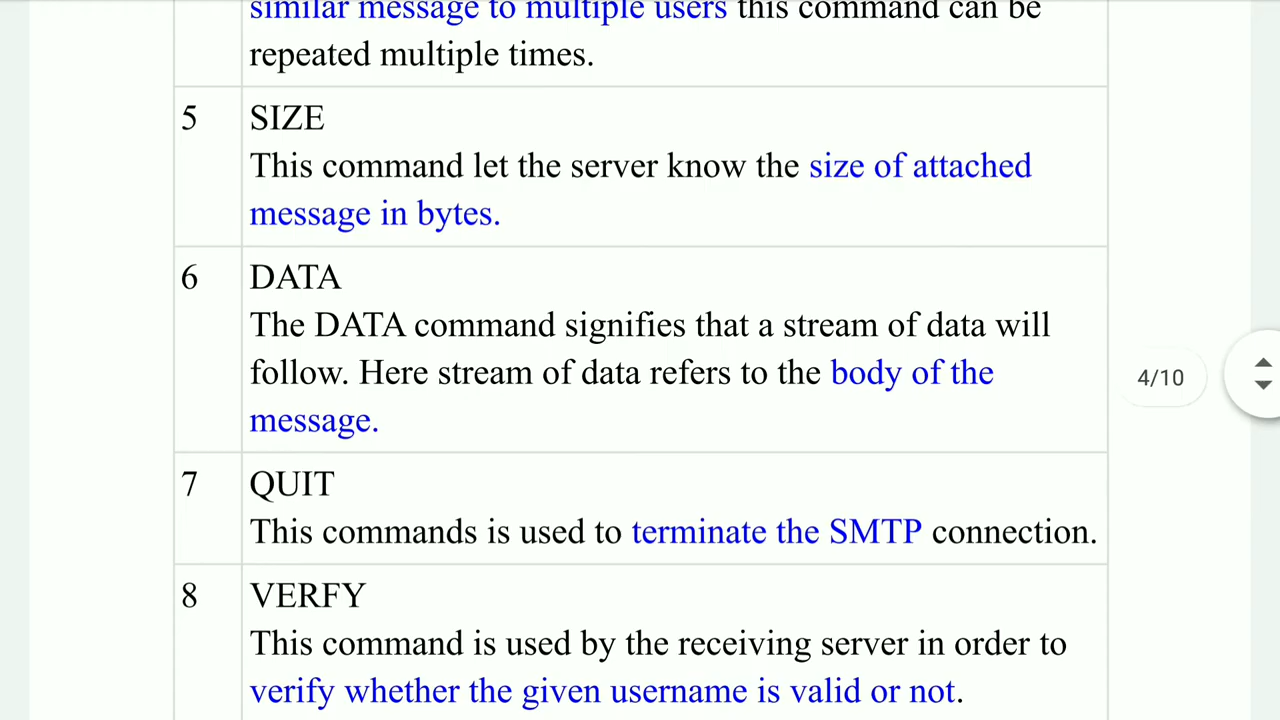 similar message to multiple users this command can be
repeated multiple times.
5 SIZE
This command let the server know the size of attached
message in bytes.
6 DATA
The DATA command signifies that a stream of data will
follow. Here stream of data refers to the body of the
message.
4/10
7 QUIT
This commands is used to terminate the SMTP connection.
8 VERFY
This command is used by the receiving server in order to
verify whether the given username is valid or not.